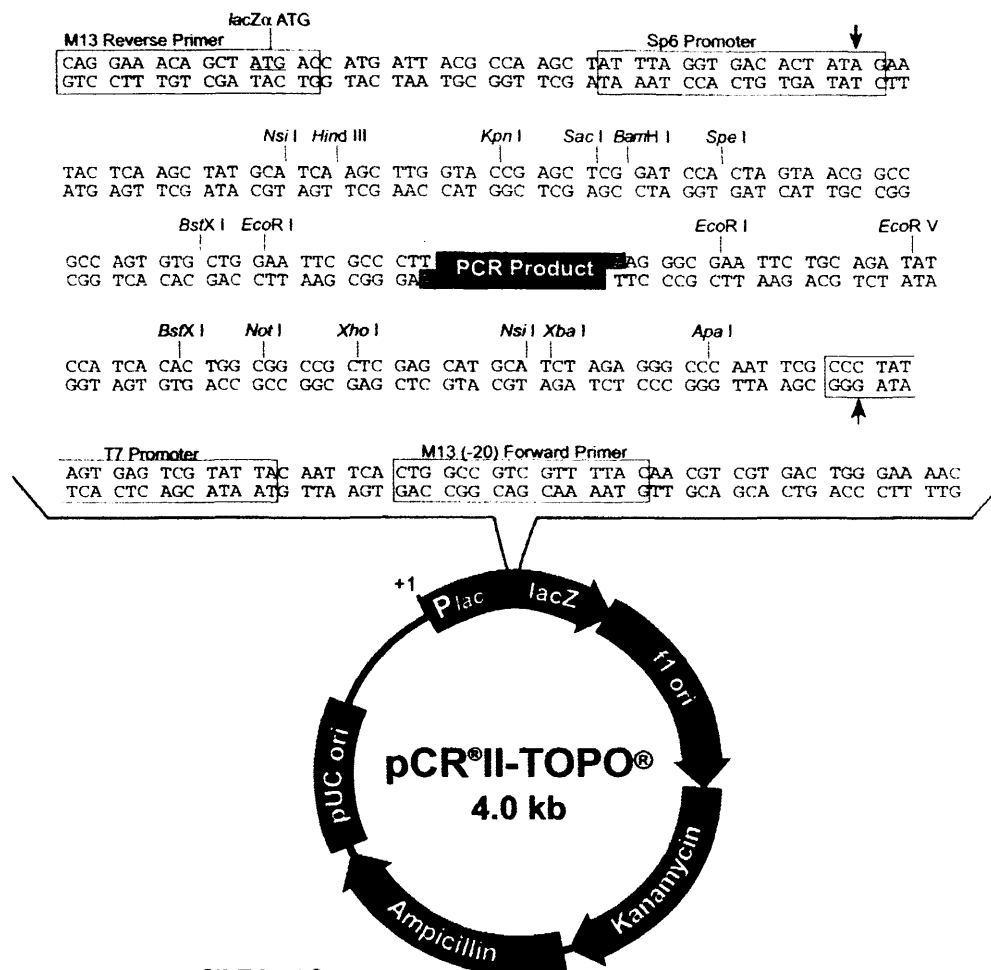 lacZα ATG
M13 Reverse Primer
Sp6 Promoter
CAG GAA ACA GCT ATG ACC ATG ATT ACG CCA AGC TAT TTA GGT GAC ACT ATA GAA
GTC CTT TGT CGA TAC TGG TAC TAA TGC GGT TCG ATA AAT CCA CTG TGA TAT CTT
Nsi I Hind III Kpn I Sac I BamH I Spe I
TAC TCA AGC TAT GCA TCA AGC TTG GTA CCG AGC TCG GAT CCA CTA GTA ACG GCC
ATG AGT TCG ATA CGT AGT TCG AAC CAT GGC TCG AGC CTA GGT GAT CAT TGC CGG
BstX I EcoR I EcoR I EcoR V
GCC AGT GTG CTG GAA TTC GCC CTT PCR Product AAG GGC GAA TTC TGC AGA TAT
CGG TCA CAC GAC CTT AAG CGG GA TTC CCG CTT AAG ACG TCT ATA
BstX I Not I Xho I Nsi I Xba I Apa I
CCA TCA CAC TGG CGG CCG CTC GAG CAT GCA TCT AGA GGG CCC AAT TCG CCC TAT
GGT AGT GTG ACC GCC GGC GAG CTC GTA CGT AGA TCT CCC GGG TTA AGC GGG ATA
T7 Promoter
M13 (-20) Forward Primer
AGT GAG TCG TAT TAC AAT TCA CTG GCC GTC GTT TTA CAA CGT CGT GAC TGG GAA AAC
TCA CTC AGC ATA ATG TTA AGT GAC CGG CAG CAA AAT GTT GCA GCA CTG ACC CTT TTG
+1
Plac
lacZ
f1 ori
pUC ori
pCR®II-TOPO®
4.0 kb
Kanamycin
Ampicillin